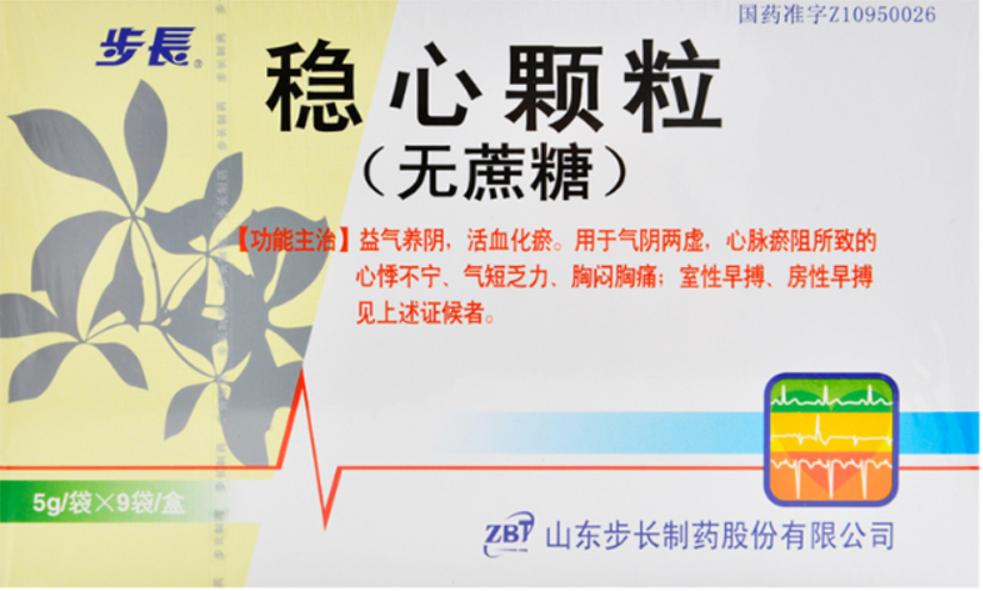 国药准字Z10950026
步長
稳心颗粒
（无蔗糖）
【功能主治】益气养阴，活血化瘀。用于气阴两虚，心脉瘀阻所致的
心悸不宁、气短乏力、胸闷胸痛；室性早搏、房性早搏
见上述证候者。
5g/袋×9袋/盒
ZBT 山东步长制药股份有限公司